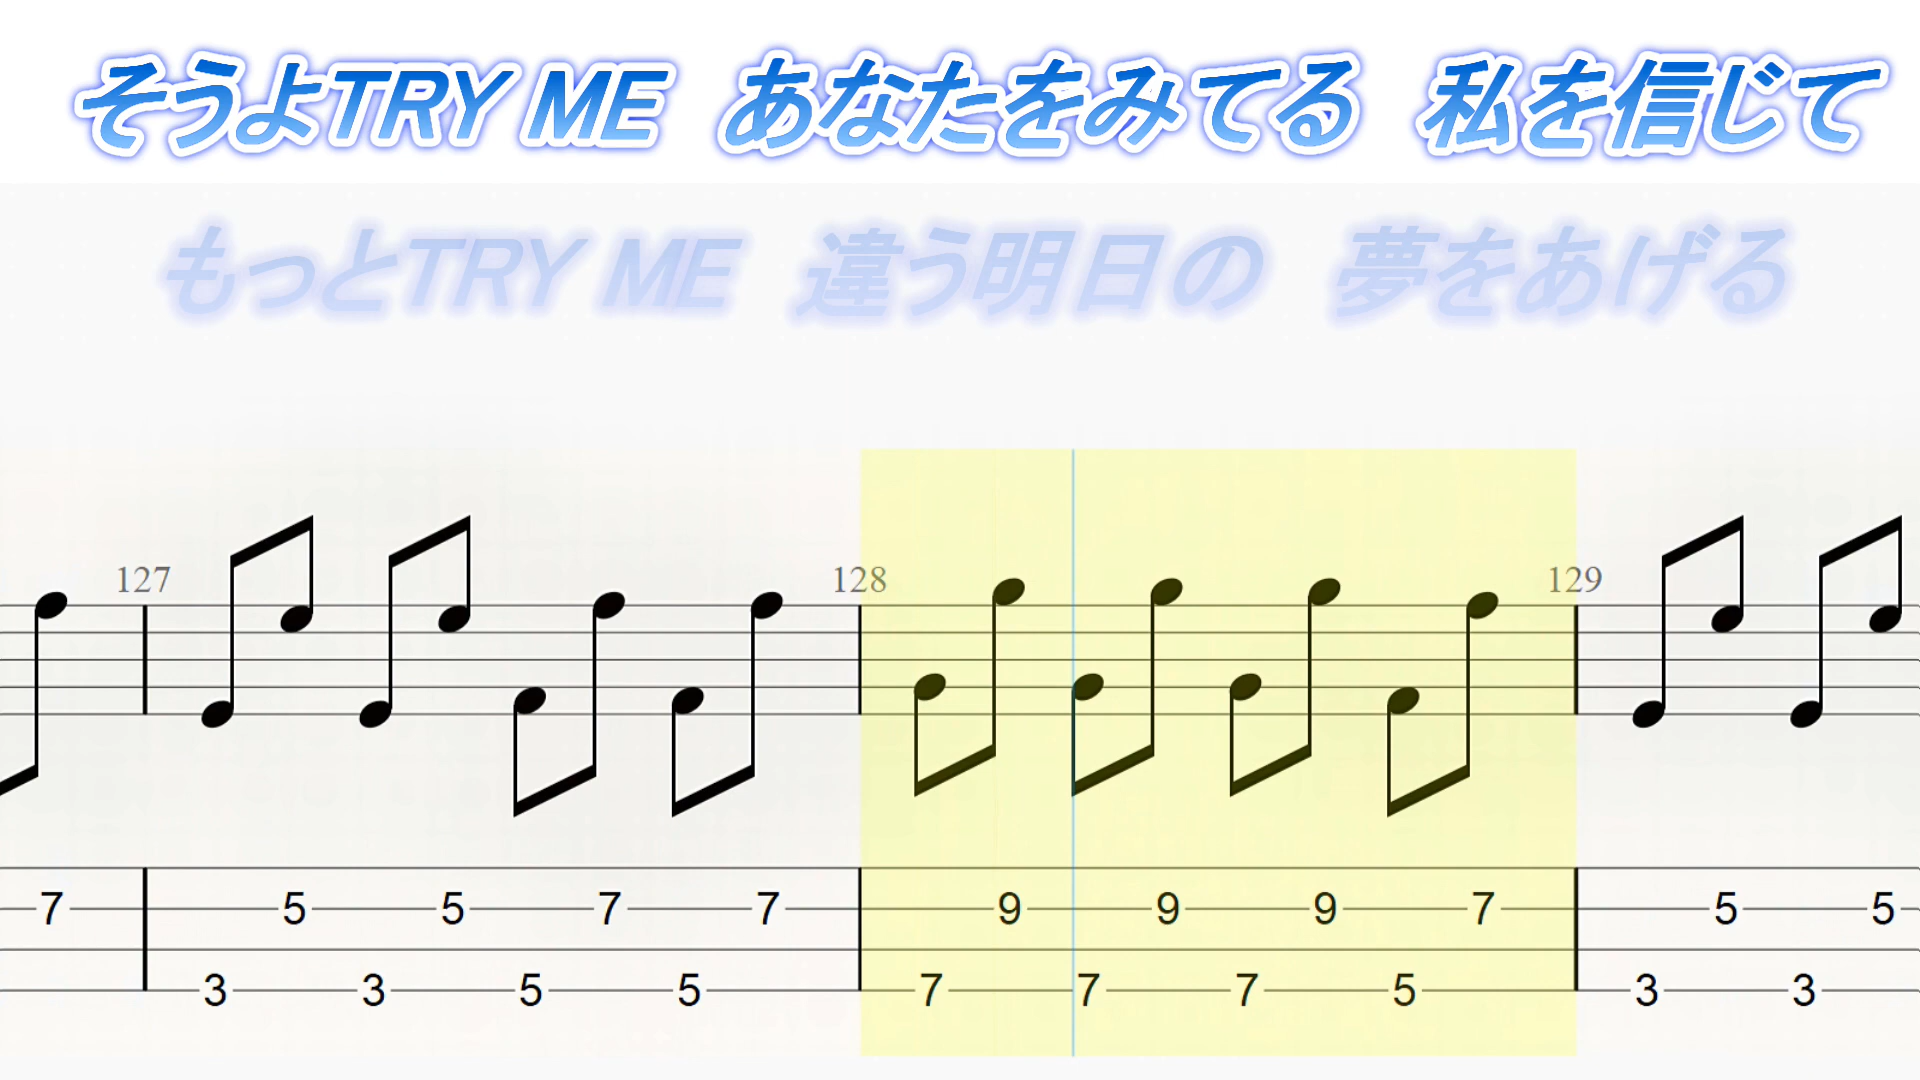 そうよTRY ME　あなたをみてる　私を信じて
もっとTRY ME　違う明日の　夢をあげる
127 128 129
7 5 5 7 7 9 9 9 7 5 5
3 3 5 5 7 7 7 5 3 3